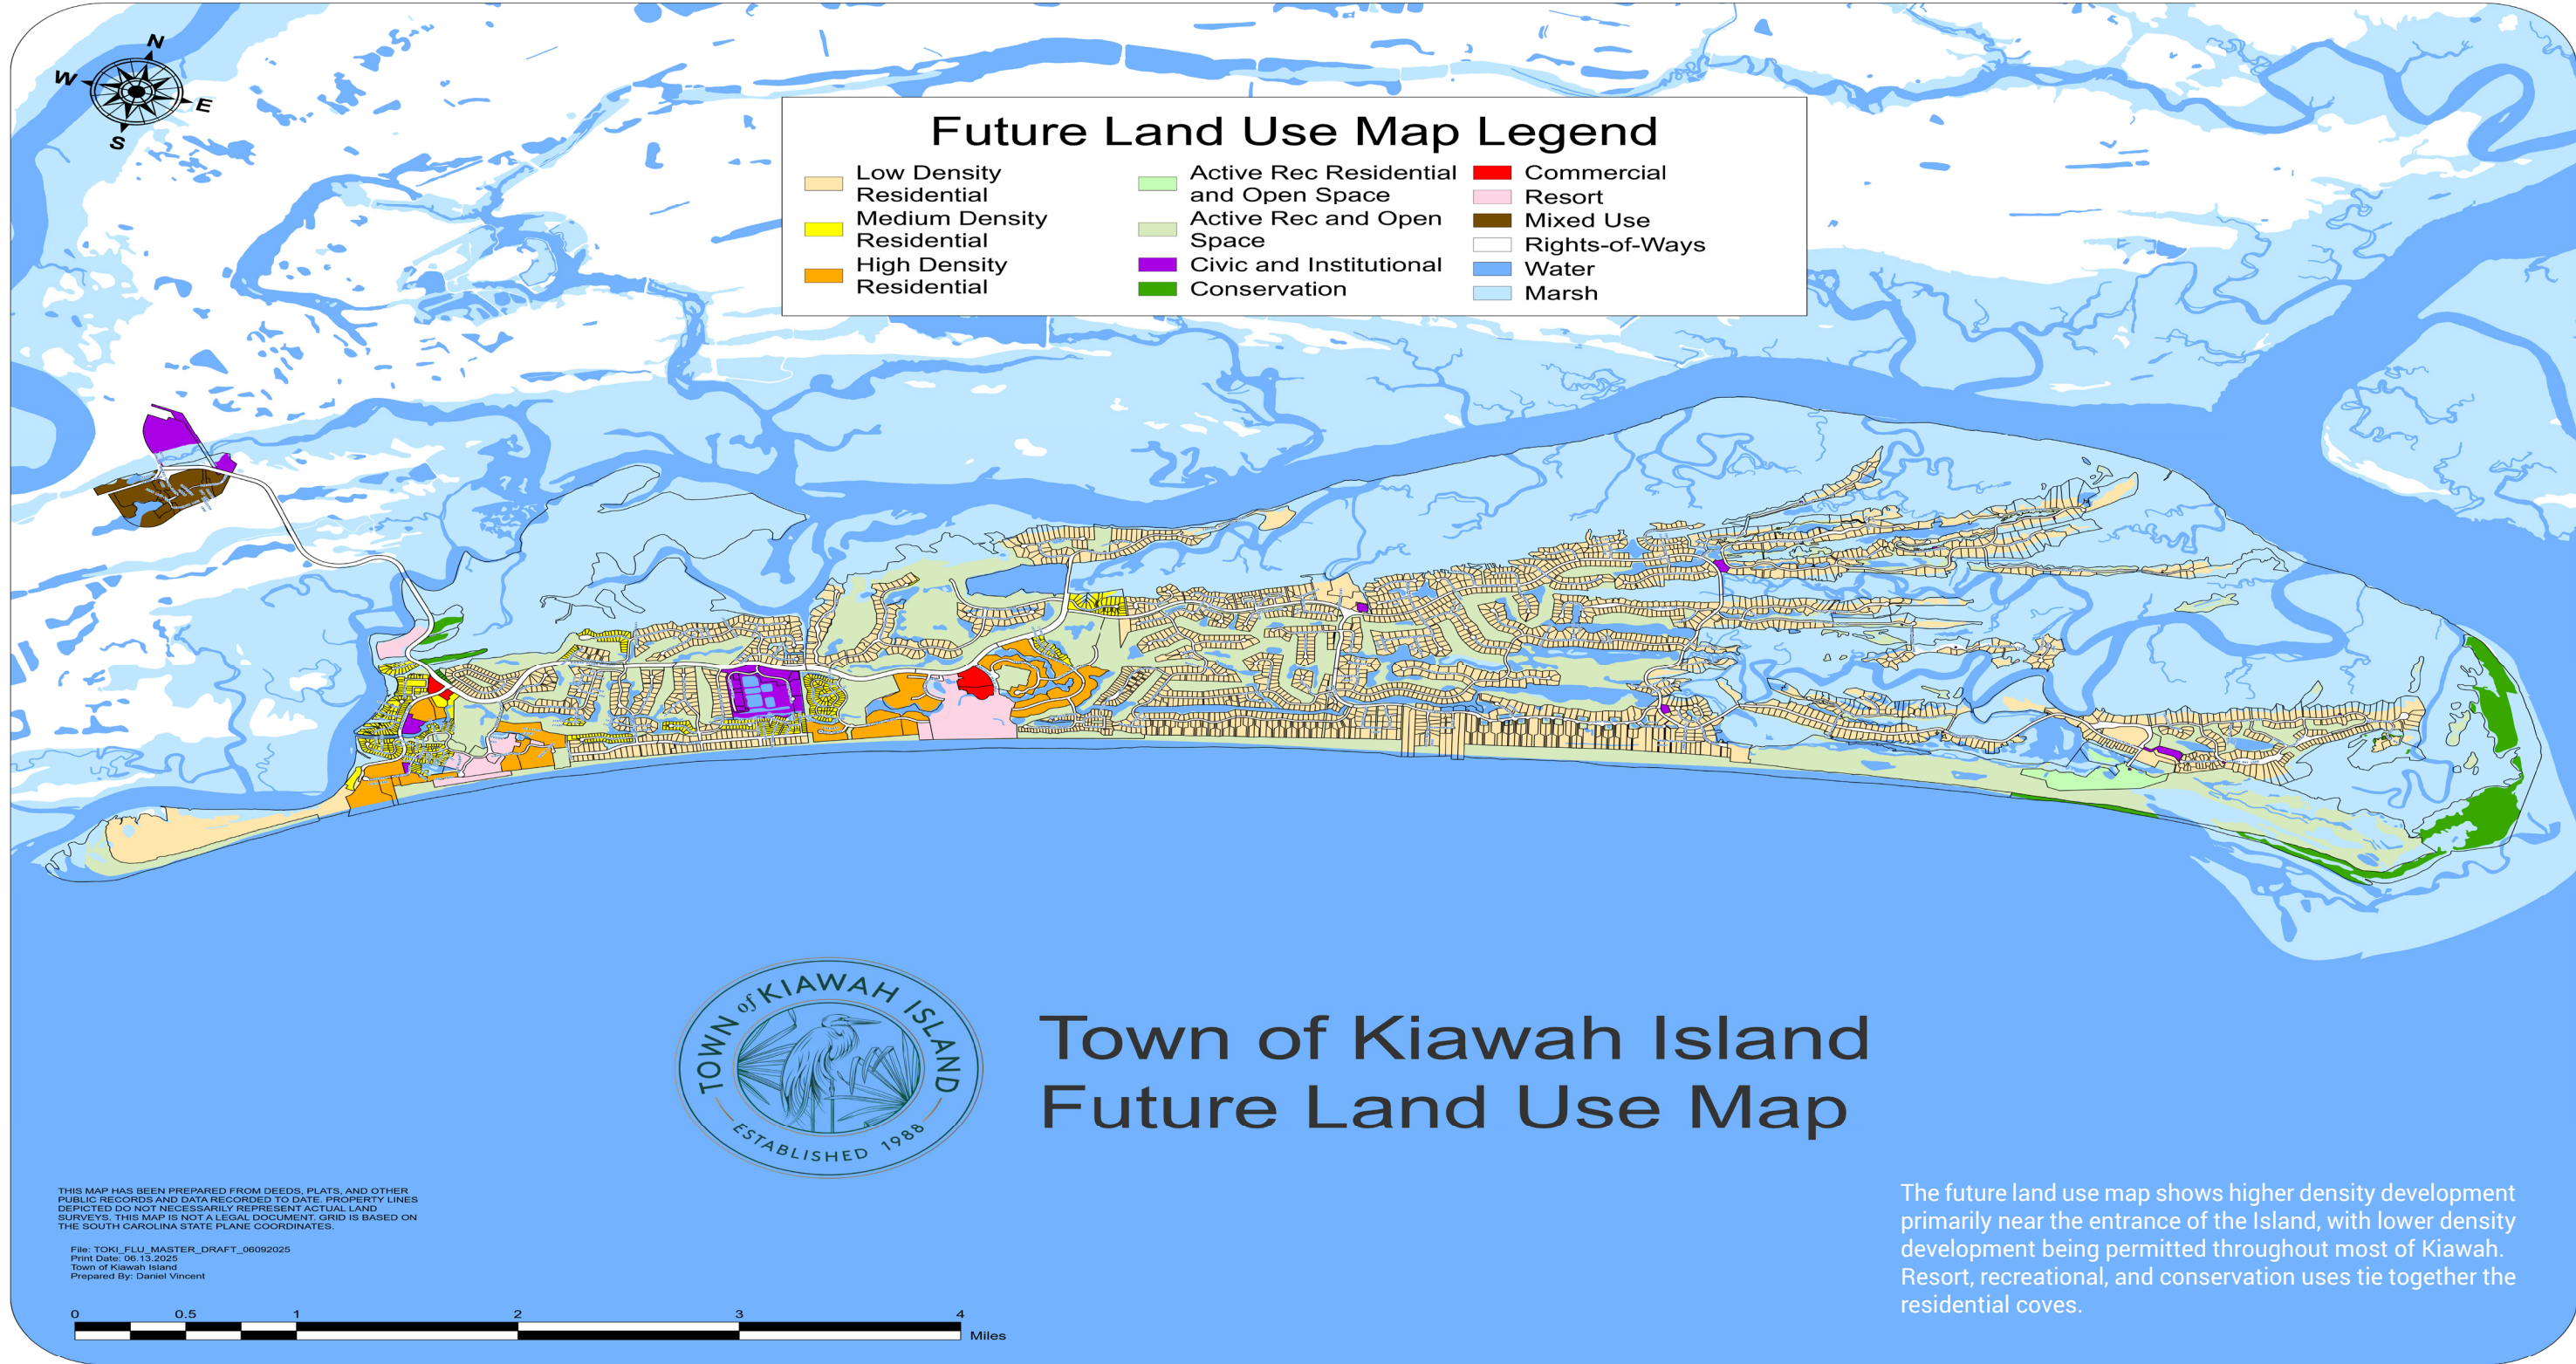 N
W
E
S
Future Land Use Map Legend
Low Density
Residential
Medium Density
Residential
High Density
Residential
Active Rec Residential
and Open Space
Active Rec and Open
Space
Civic and Institutional
Conservation
Commercial
Resort
Mixed Use
Rights-of-Ways
Water
Marsh
TOWN of KIAWAH ISLAND
ESTABLISHED 1988
Town of Kiawah Island
Future Land Use Map
THIS MAP HAS BEEN PREPARED FROM DEEDS, PLATS, AND OTHER
PUBLIC RECORDS AND DATA RECORDED TO DATE. PROPERTY LINES
DEPICTED DO NOT NECESSARILY REPRESENT ACTUAL LAND
SURVEYS. THIS MAP IS NOT A LEGAL DOCUMENT. GRID IS BASED ON
THE SOUTH CAROLINA STATE PLANE COORDINATES.
File: TOKI_FLU_MASTER_DRAFT_06092025
Print Date: 06.13.2025
Town of Kiawah Island
Prepared By: Daniel Vincent
0 0.5 1 2 3 4
Miles
The future land use map shows higher density development
primarily near the entrance of the Island, with lower density
development being permitted throughout most of Kiawah.
Resort, recreational, and conservation uses tie together the
residential coves.